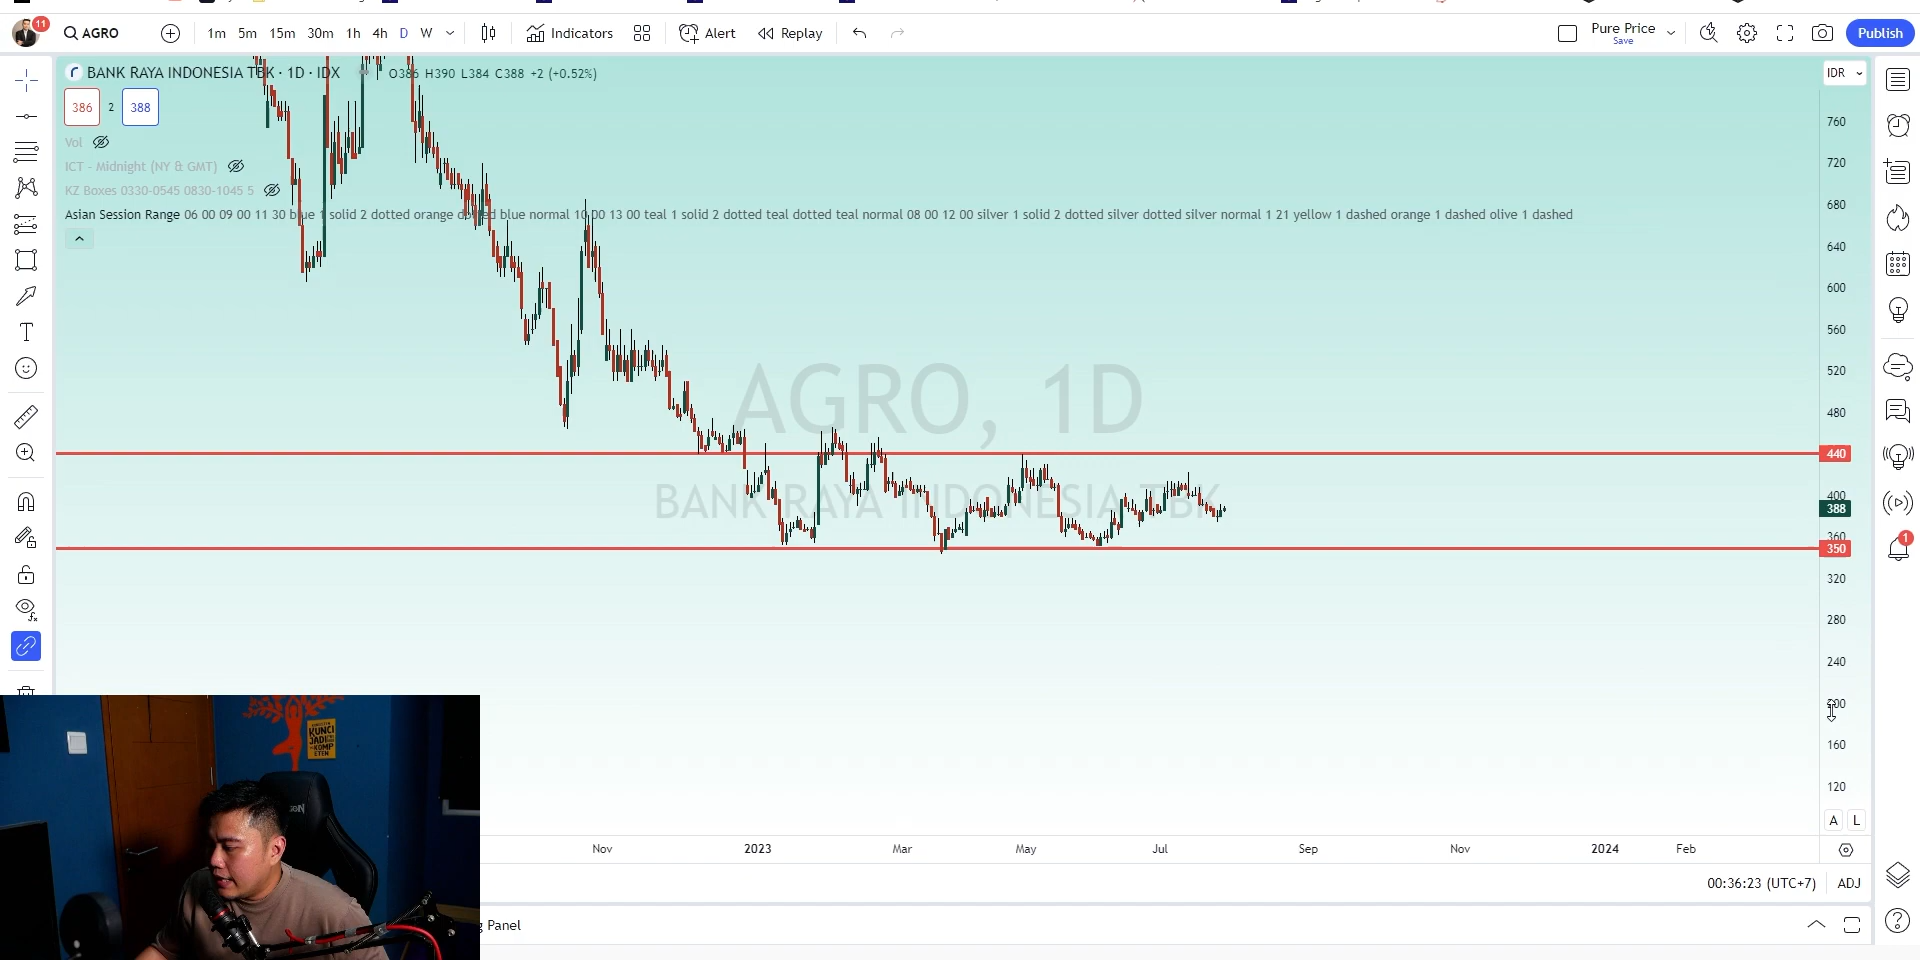 11
AGRO
1m 5m 15m 30m 1h 4h D W
Indicators
Alert
Replay
Pure Price
Save
Publish
BANK RAYA INDONESIA TBK · 1D · IDX
O386 H390 L384 C388 +2 (+0.52%)
IDR
386 2 388
Vol
ICT - Midnight (NY & GMT)
KZ Boxes 0330-0545 0830-1045 5
Asian Session Range 06 00 09 00 11 30 blue 1 solid 2 dotted orange dotted blue normal 10 00 13 00 teal 1 solid 2 dotted teal dotted teal normal 08 00 12 00 silver 1 solid 2 dotted silver dotted silver normal 1 21 yellow 1 dashed orange 1 dashed olive 1 dashed
AGRO, 1D
BANK RAYA INDONESIA TBK
760
720
680
640
600
560
520
480
440
400
388
360
350
320
280
240
200
160
120
A L
1
Nov 2023 Mar May Jul Sep Nov 2024 Feb
00:36:23 (UTC+7) ADJ
Panel
KUNCI
JADI
KOMP
ETEN